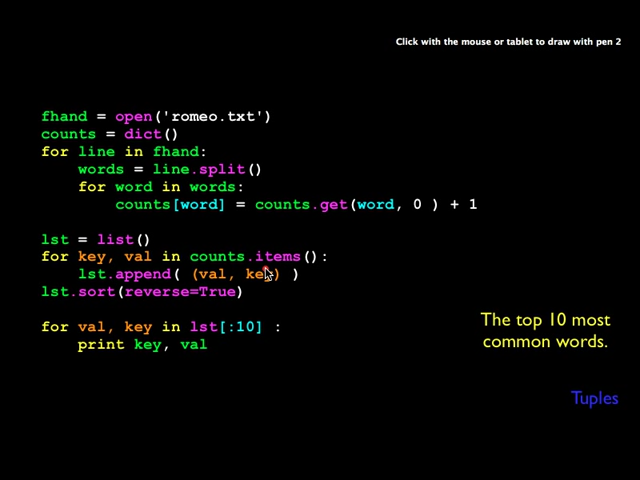 Click with the mouse or tablet to draw with pen 2
fhand = open('romeo.txt')
counts = dict()
for line in fhand:
    words = line.split()
    for word in words:
        counts[word] = counts.get(word, 0 ) + 1
lst = list()
for key, val in counts.items():
    lst.append( (val, key) )
lst.sort(reverse=True)
for val, key in lst[:10] :
    print key, val
The top 10 most
common words.
Tuples